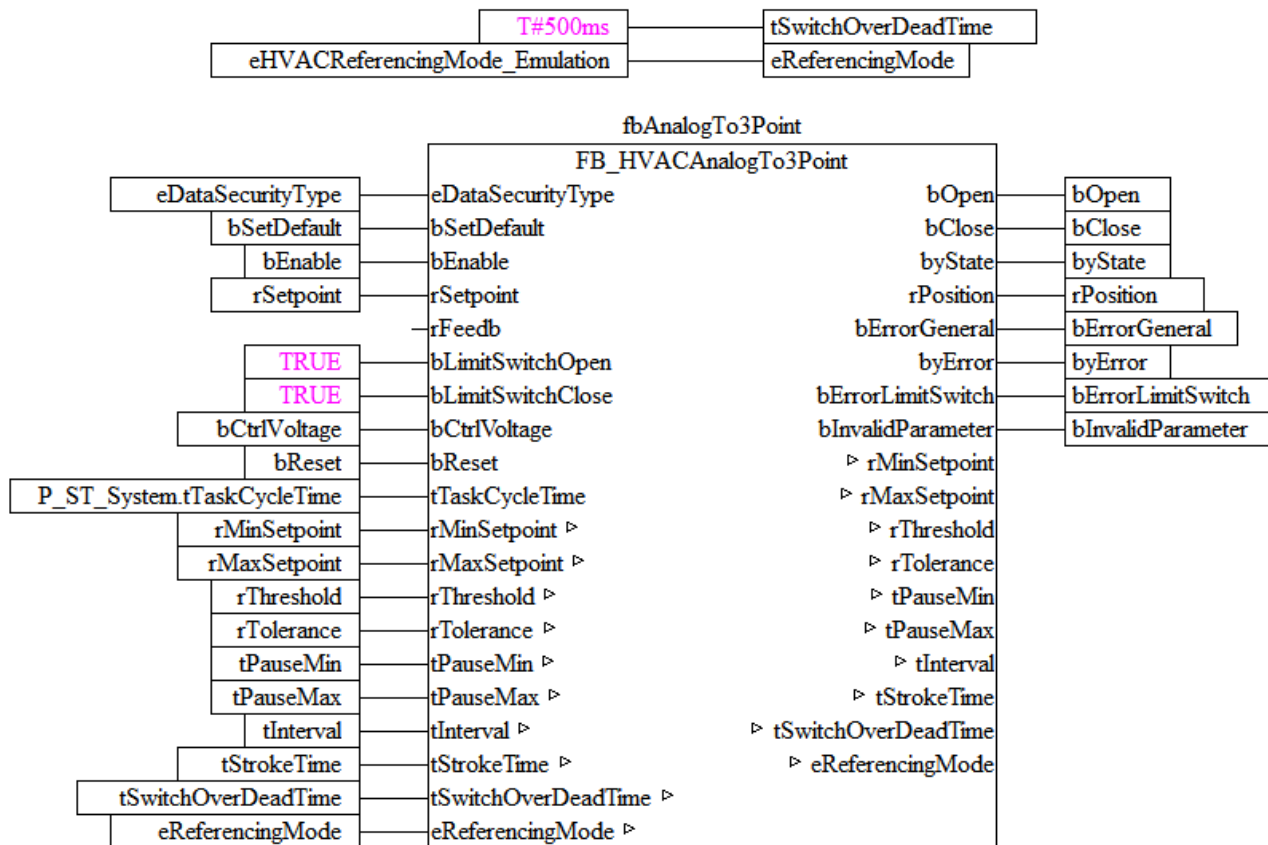 T#500ms tSwitchOverDeadTime
eHVACReferencingMode_Emulation eReferencingMode
fbAnalogTo3Point
FB_HVACAnalogTo3Point
eDataSecurityType eDataSecurityType bOpen bOpen
bSetDefault bSetDefault bClose bClose
bEnable bEnable byState byState
rSetpoint rSetpoint rPosition rPosition
rFeedb bErrorGeneral bErrorGeneral
TRUE bLimitSwitchOpen byError byError
TRUE bLimitSwitchClose bErrorLimitSwitch bErrorLimitSwitch
bCtrlVoltage bCtrlVoltage bInvalidParameter bInvalidParameter
bReset bReset rMinSetpoint
P_ST_System.tTaskCycleTime tTaskCycleTime rMaxSetpoint
rMinSetpoint rMinSetpoint rThreshold
rMaxSetpoint rMaxSetpoint rTolerance
rThreshold rThreshold tPauseMin
rTolerance rTolerance tPauseMax
tPauseMin tPauseMin tInterval
tPauseMax tPauseMax tStrokeTime
tInterval tInterval tSwitchOverDeadTime
tStrokeTime tStrokeTime eReferencingMode
tSwitchOverDeadTime tSwitchOverDeadTime
eReferencingMode eReferencingMode